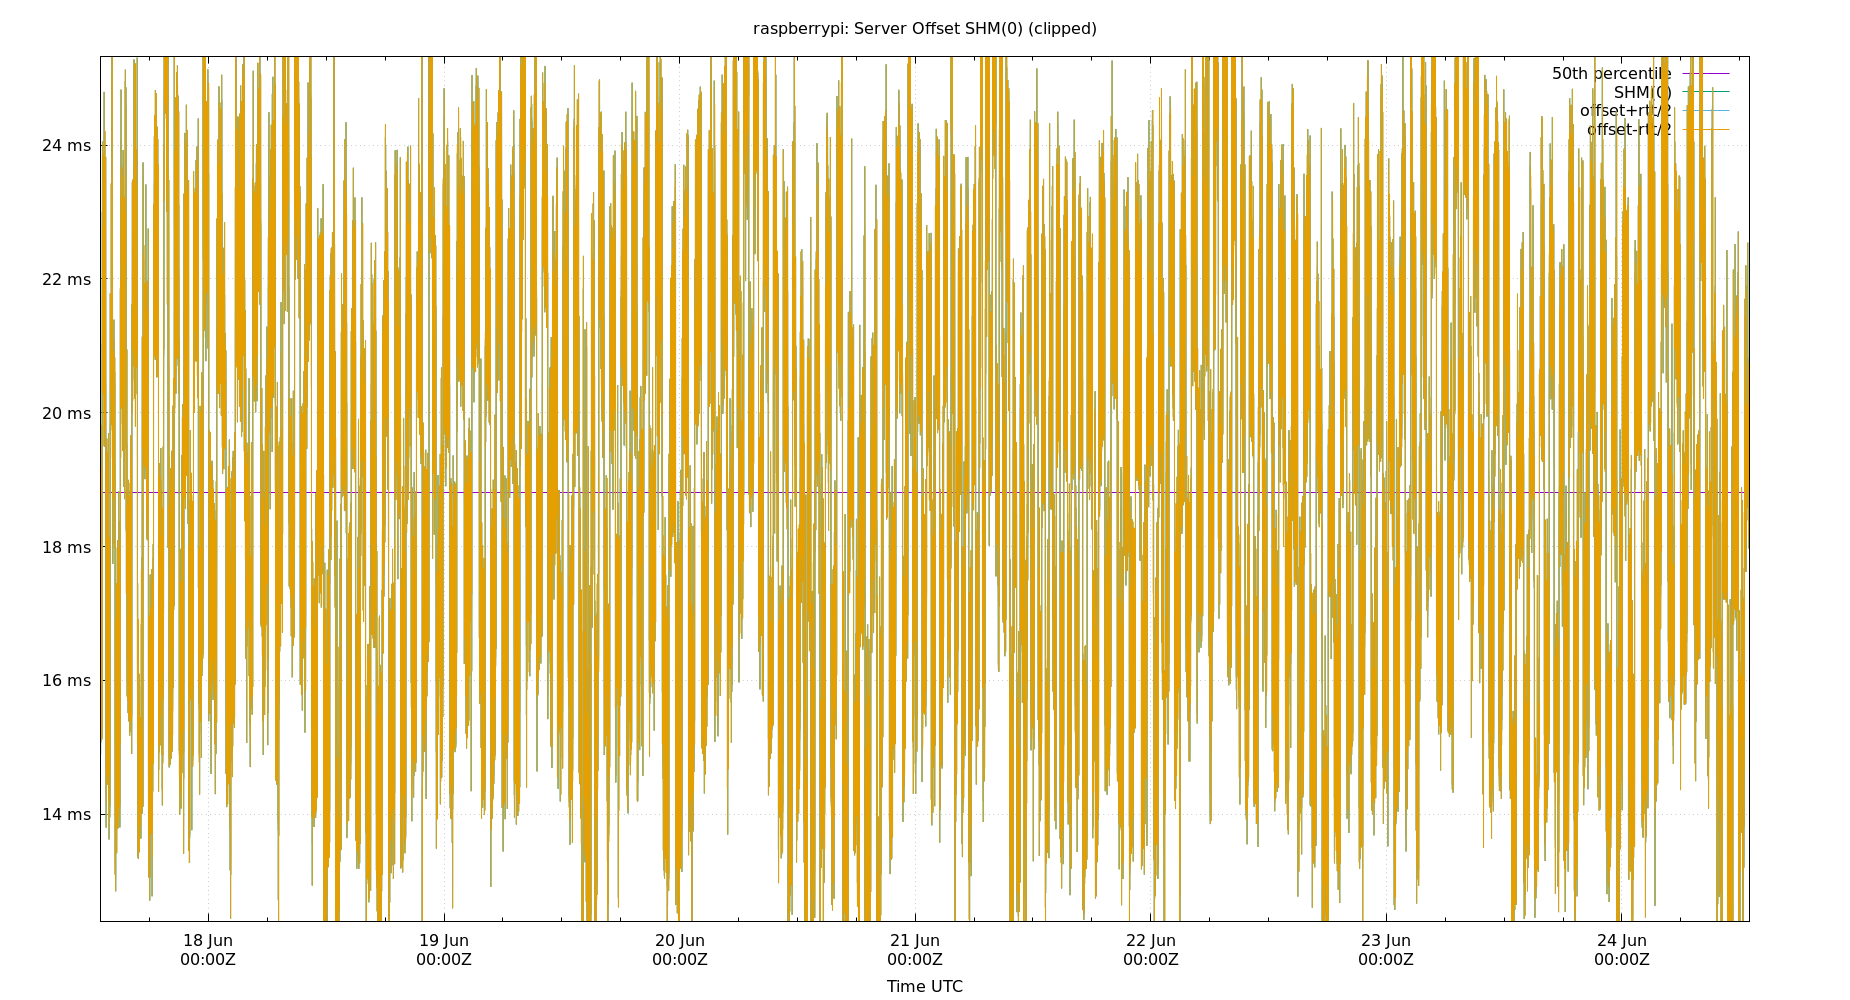 raspberrypi: Server Offset SHM(0) (clipped)
50th percentile
SHM(0)
offset+rtt/2
offset-rtt/2
24 ms
22 ms
20 ms
18 ms
16 ms
14 ms
18 Jun 19 Jun 20 Jun 21 Jun 22 Jun 23 Jun 24 Jun
00:00Z 00:00Z 00:00Z 00:00Z 00:00Z 00:00Z 00:00Z
Time UTC